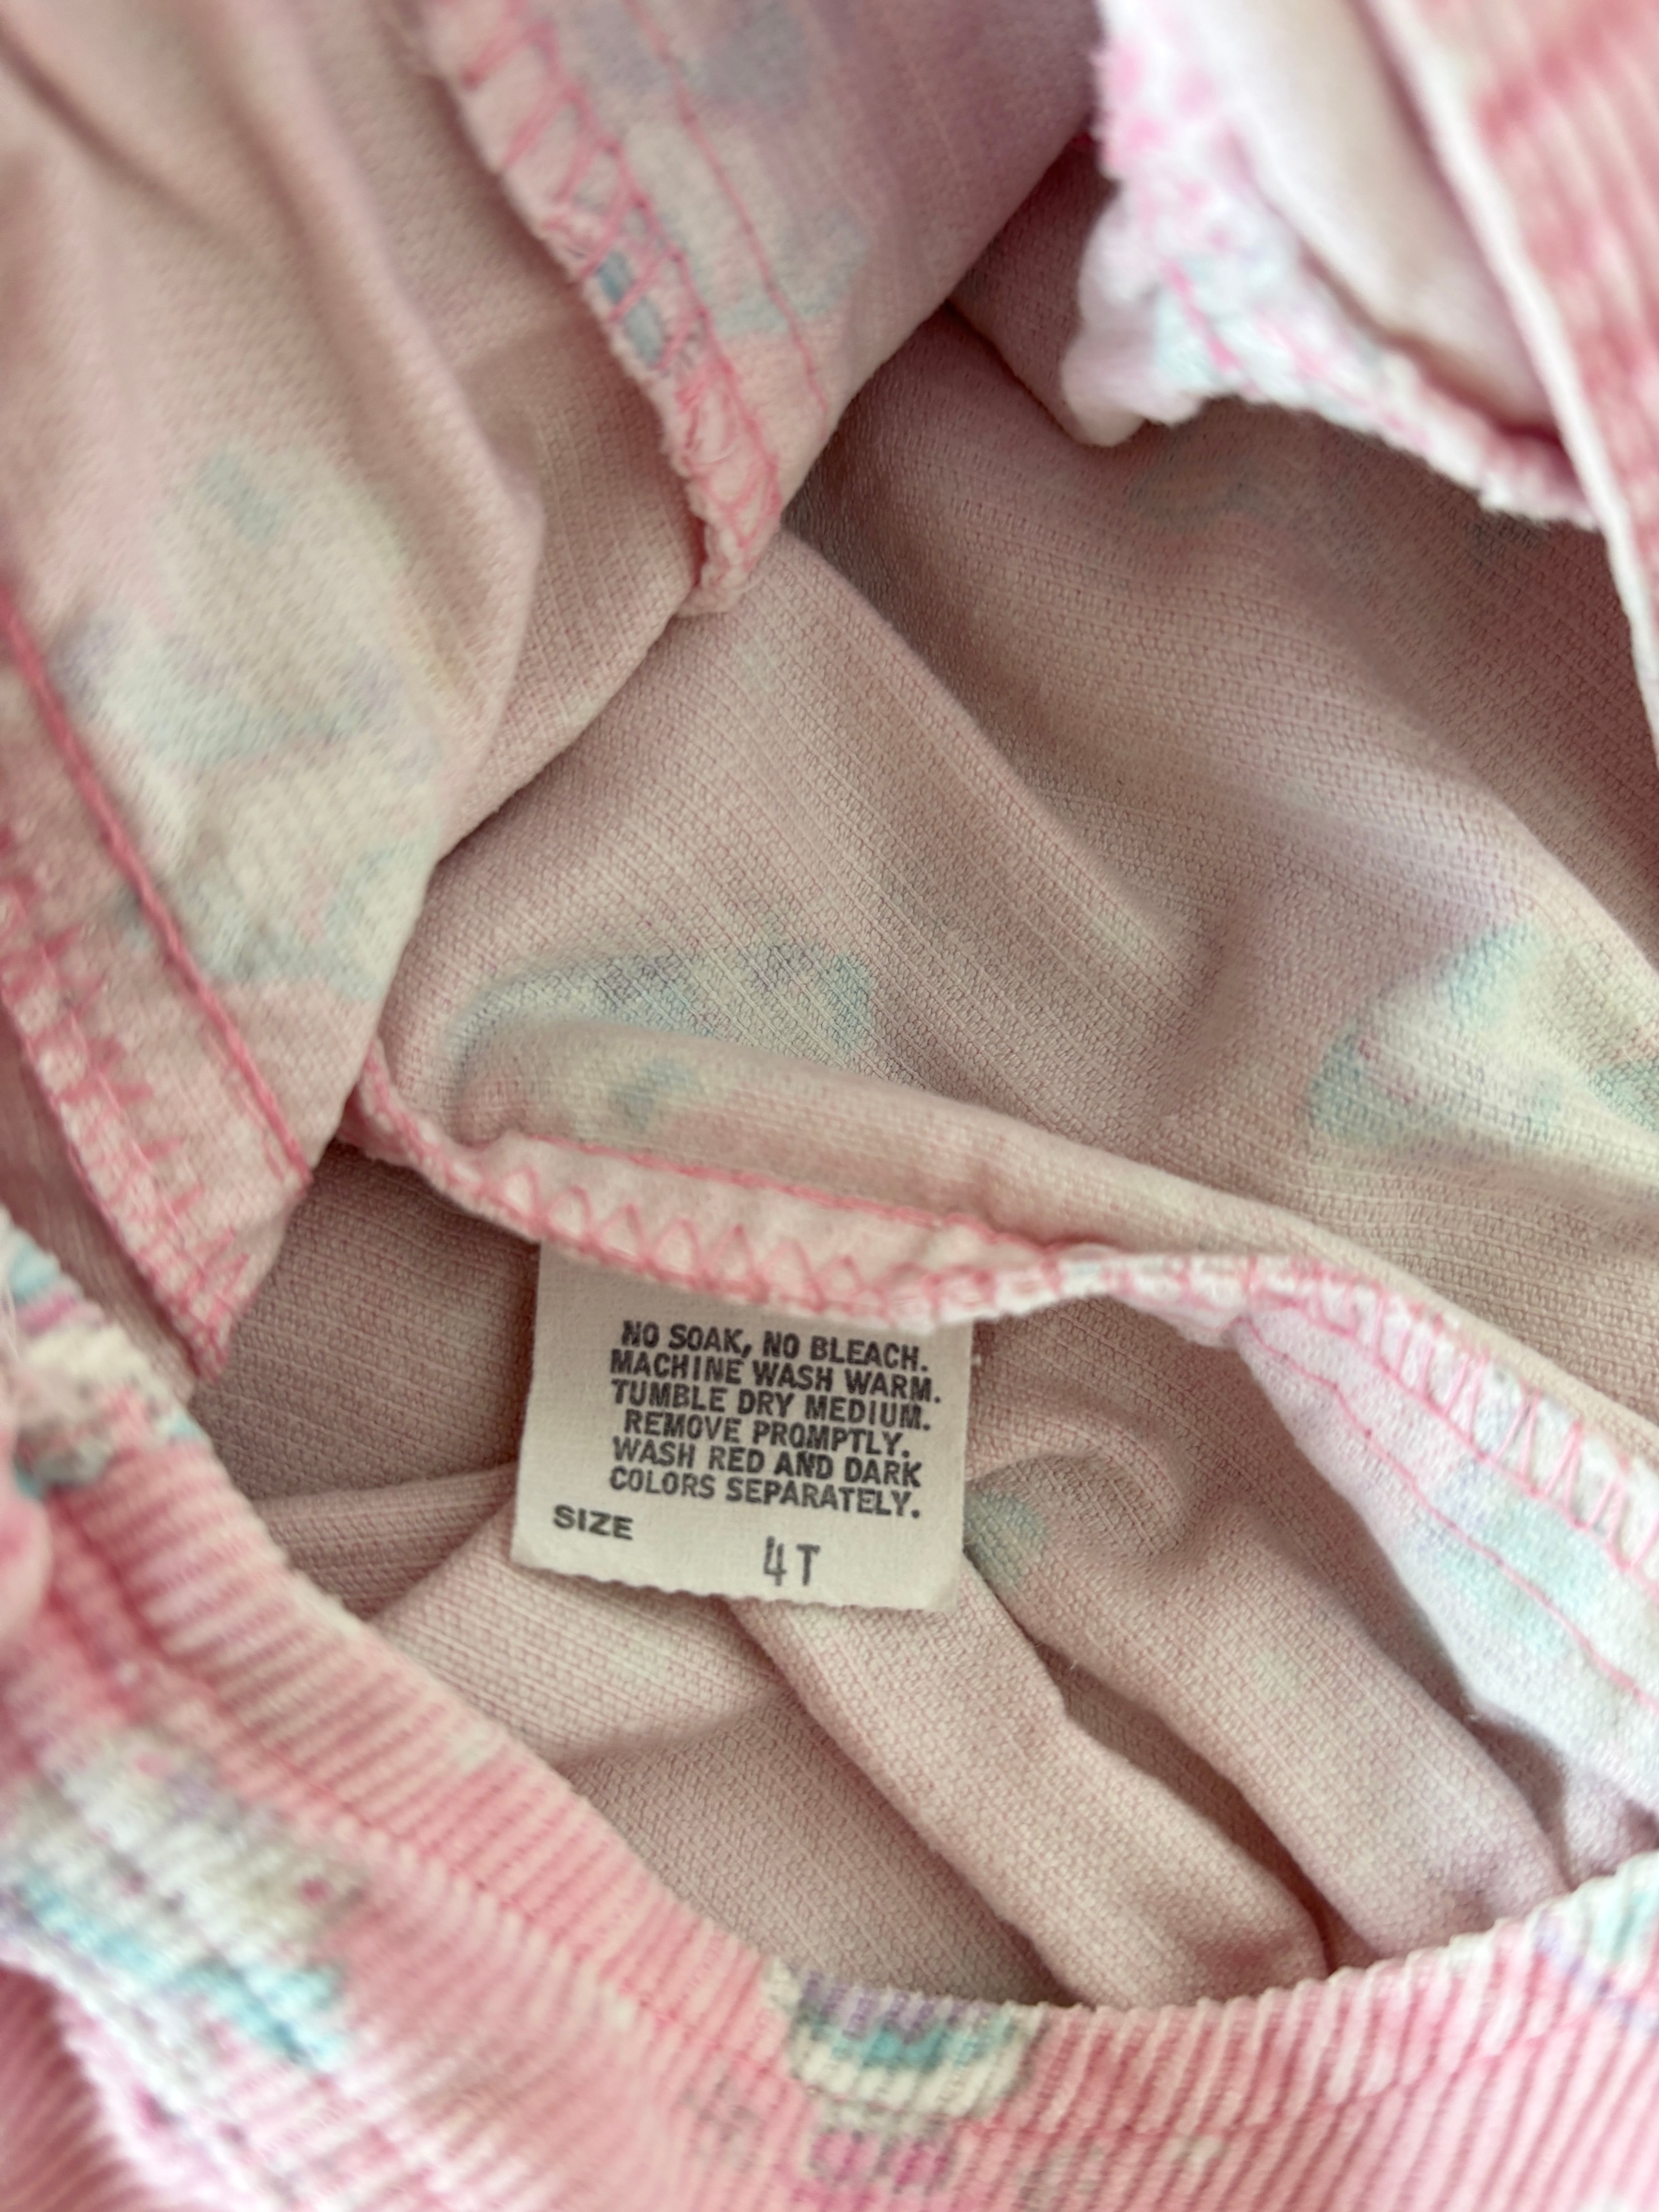 NO SOAK, NO BLEACH.
MACHINE WASH WARM.
TUMBLE DRY MEDIUM.
REMOVE PROMPTLY.
WASH RED AND DARK
COLORS SEPARATELY.
SIZE 4T